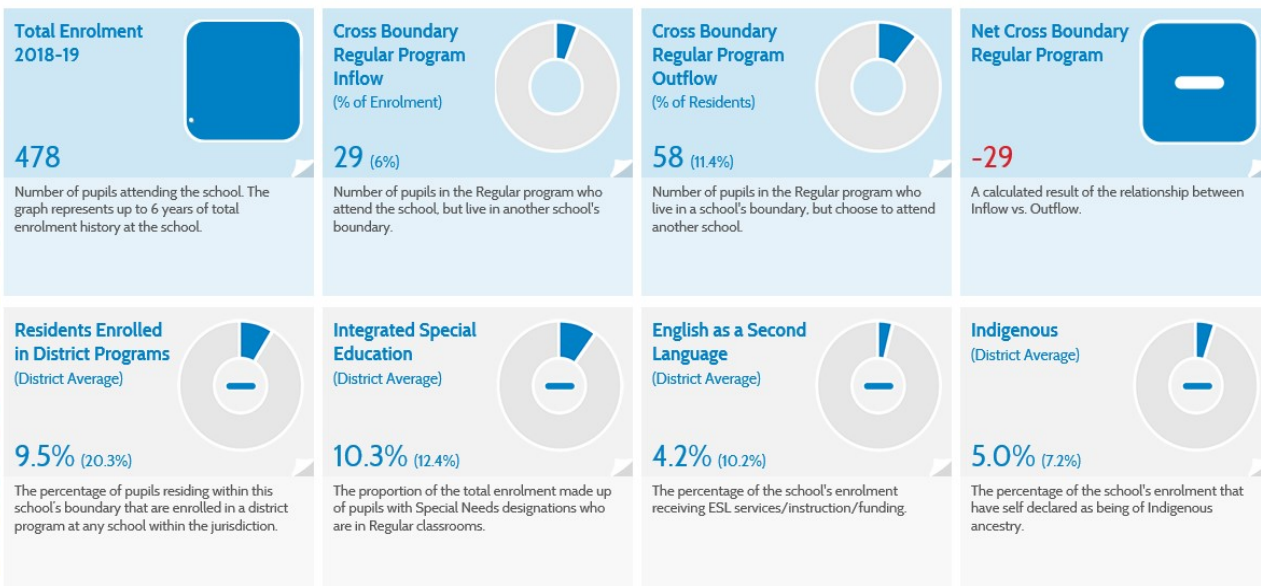 Total Enrolment
2018-19
478
Number of pupils attending the school. The
graph represents up to 6 years of total
enrolment history at the school.
Cross Boundary
Regular Program
Inflow
(% of Enrolment)
29 (6%)
Number of pupils in the Regular program who
attend the school, but live in another school's
boundary.
Cross Boundary
Regular Program
Outflow
(% of Residents)
58 (11.4%)
Number of pupils in the Regular program who
live in a school's boundary, but choose to attend
another school.
Net Cross Boundary
Regular Program
-29
A calculated result of the relationship between
Inflow vs. Outflow.
Residents Enrolled
in District Programs
(District Average)
9.5% (20.3%)
The percentage of pupils residing within this
school's boundary that are enrolled in a district
program at any school within the jurisdiction.
Integrated Special
Education
(District Average)
10.3% (12.4%)
The proportion of the total enrolment made up
of pupils with Special Needs designations who
are in Regular classrooms.
English as a Second
Language
(District Average)
4.2% (10.2%)
The percentage of the school's enrolment
receiving ESL services/instruction/funding.
Indigenous
(District Average)
5.0% (7.2%)
The percentage of the school's enrolment that
have self declared as being of Indigenous
ancestry.